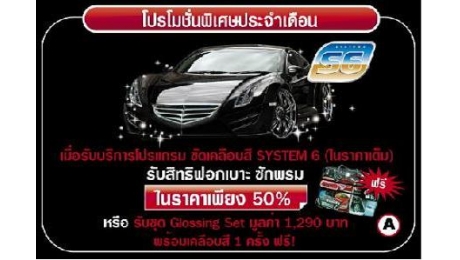 โปรโมชั่นพิเศษประจำเดือน
เมื่อรับบริการโปรแกรม ขัดเคลือบสี SYSTEM 6 (ในราคาเต็ม)
รับสิทธิฟอกเบาะ ซักพรม
ฟรี
ในราคาเพียง 50%
หรือ รับชุด Glossing Set มูลค่า 1,290 บาท
A
พร้อมเคลือบสี 1 ครั้ง ฟรี!